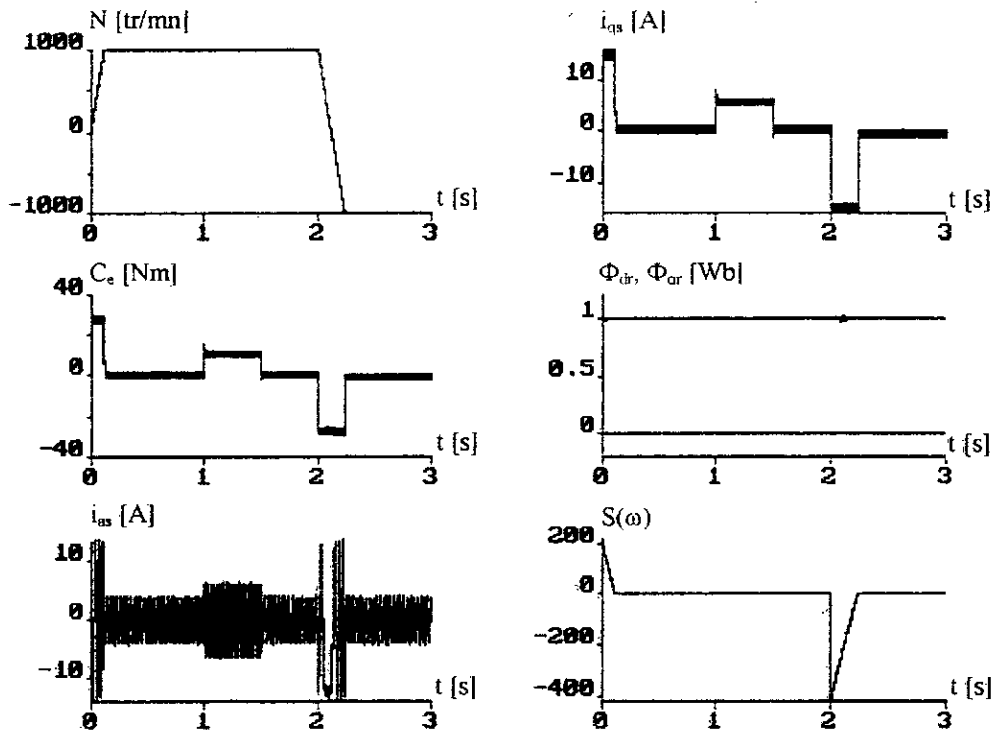 N [tr/mn]
1000
0
-1000
0 1 2 3
t [s]
i_qs [A]
10
0
-10
0 1 2 3
t [s]
C_e [Nm]
40
0
-40
0 1 2 3
t [s]
Φ_dr, Φ_qr [Wb]
1
0.5
0
0 1 2 3
t [s]
i_as [A]
10
0
-10
0 1 2 3
t [s]
S(ω)
200
0
-200
-400
0 1 2 3
t [s]